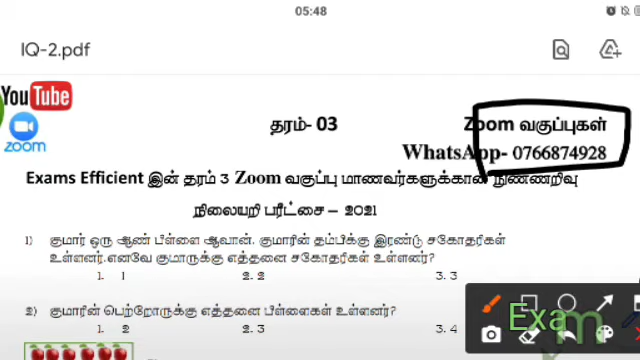 05:48
IQ-2.pdf
You Tube
zoom
தரம்- 03
Zoom வகுப்புகள்
WhatsApp- 0766874928
Exams Efficient இன் தரம் 3 Zoom வகுப்பு மாணவர்களுக்கான நுண்ணறிவு
நிலையறி பரீட்சை – 2021
1) குமார் ஒரு ஆண் பிள்ளை ஆவான். குமாரின் தம்பிக்கு இரண்டு சகோதரிகள்
உள்ளனர்.எனவே குமாருக்கு எத்தனை சகோதரிகள் உள்ளனர்?
1. 1 2. 2 3. 3
2) குமாரின் பெற்றோருக்கு எத்தனை பிள்ளைகள் உள்ளனர்?
1. 2 2. 3 3. 4
Exa
m